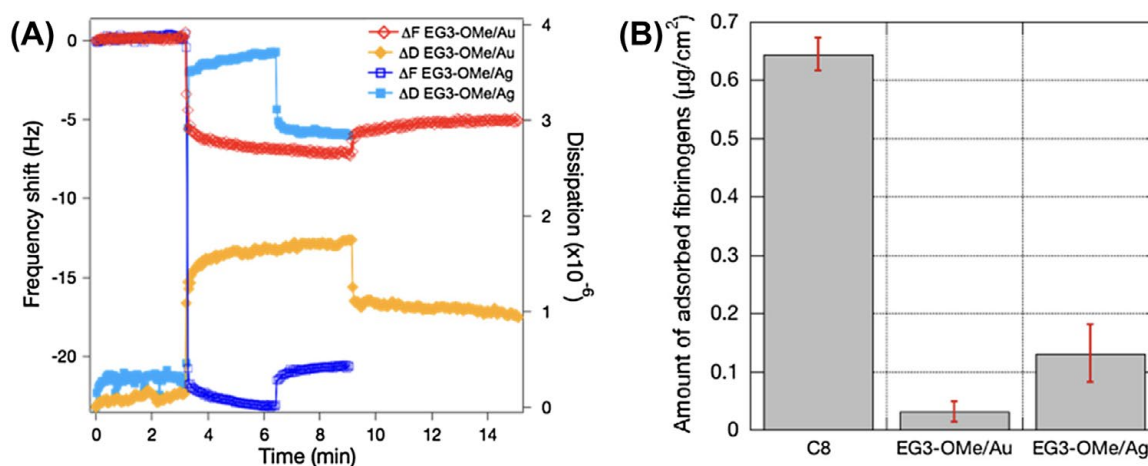 (A)
0
-5
-10
-15
-20
Frequency shift (Hz)
ΔF EG3-OMe/Au
ΔD EG3-OMe/Au
ΔF EG3-OMe/Ag
ΔD EG3-OMe/Ag
4
3
2
1
0
Dissipation (x10⁻⁶)
0 2 4 6 8 10 12 14
Time (min)
(B)
0.7
0.6
0.5
0.4
0.3
0.2
0.1
0
Amount of adsorbed fibrinogens (μg/cm²)
C8 EG3-OMe/Au EG3-OMe/Ag